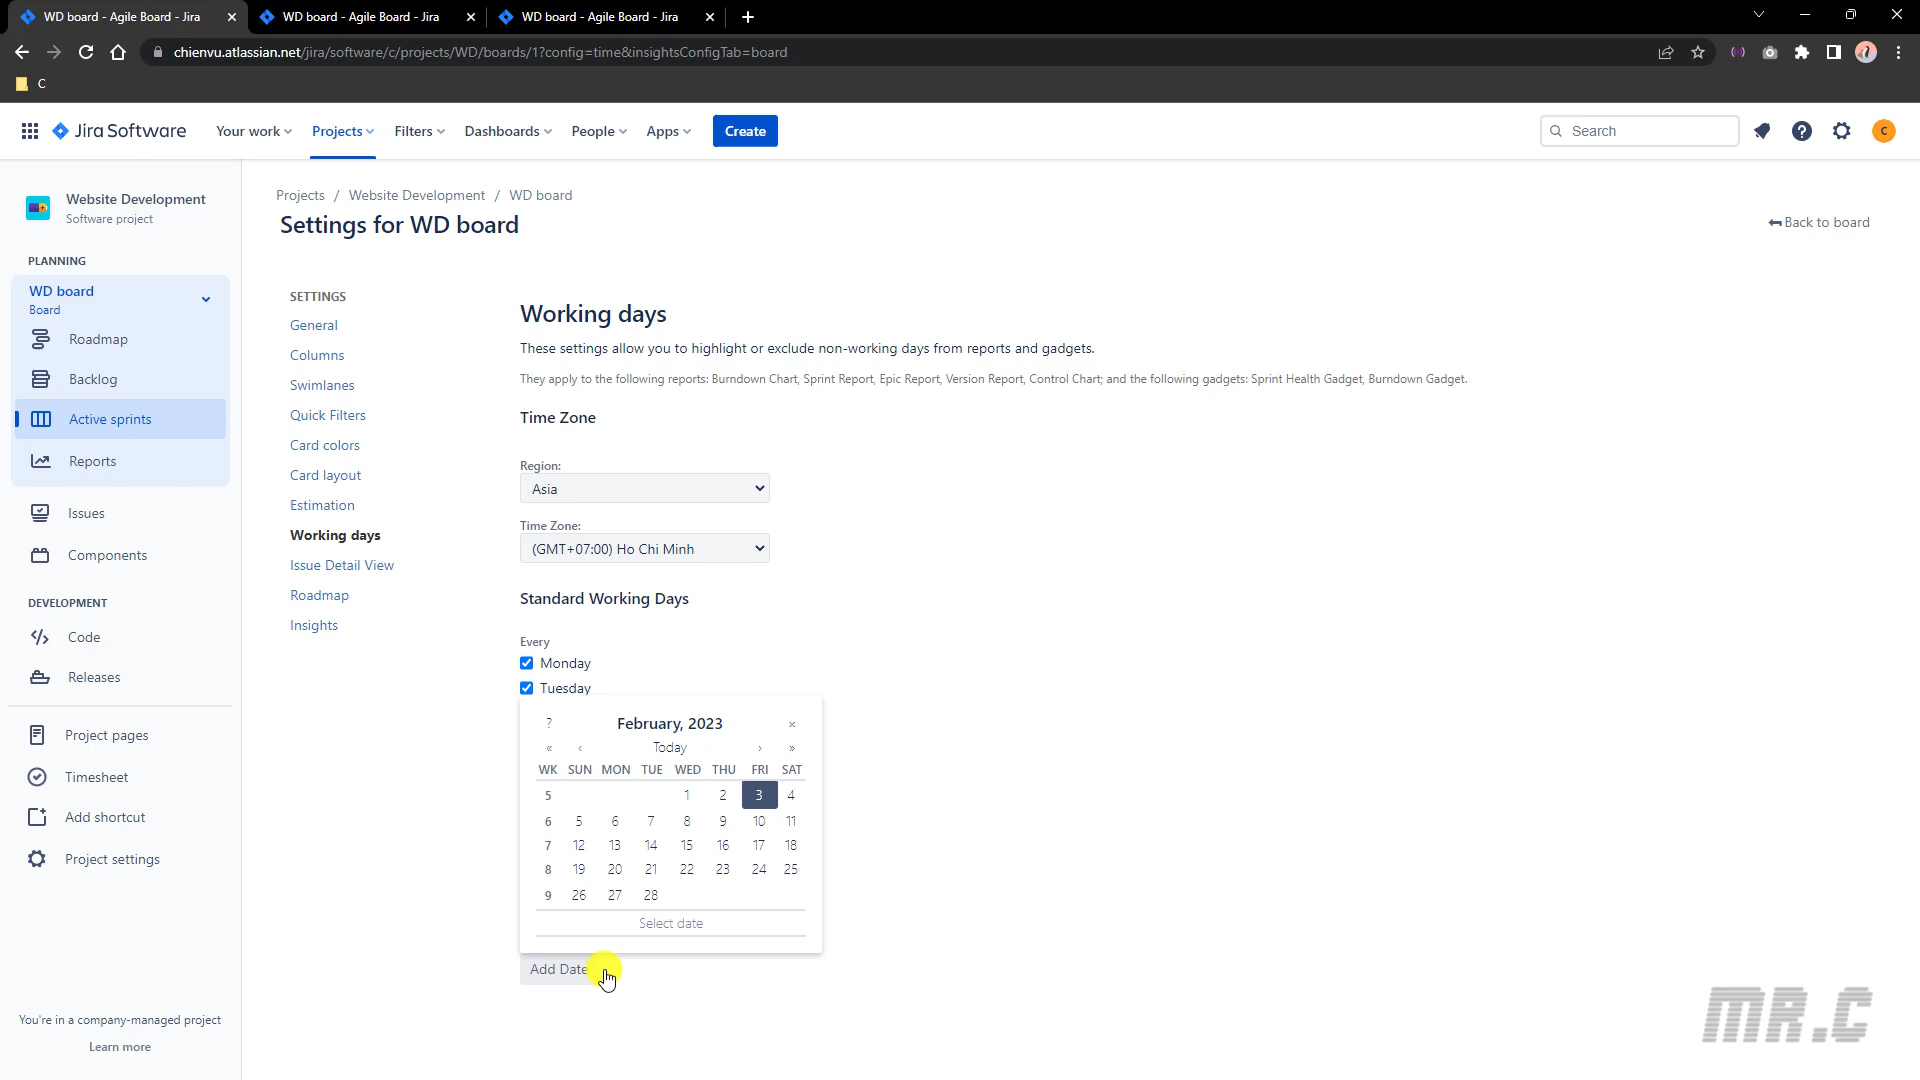 WD board - Agile Board - Jira
WD board - Agile Board - Jira
WD board - Agile Board - Jira
chienvu.atlassian.net/jira/software/c/projects/WD/boards/1?config=time&insightsConfigTab=board
C
Jira Software
Your work
Projects
Filters
Dashboards
People
Apps
Create
Search
C
Website Development
Software project
PLANNING
WD board
Board
Roadmap
Backlog
Active sprints
Reports
Issues
Components
DEVELOPMENT
Code
Releases
Project pages
Timesheet
Add shortcut
Project settings
You're in a company-managed project
Learn more
Projects / Website Development / WD board
Settings for WD board
Back to board
SETTINGS
General
Columns
Swimlanes
Quick Filters
Card colors
Card layout
Estimation
Working days
Issue Detail View
Roadmap
Insights
Working days
These settings allow you to highlight or exclude non-working days from reports and gadgets.
They apply to the following reports: Burndown Chart, Sprint Report, Epic Report, Version Report, Control Chart; and the following gadgets: Sprint Health Gadget, Burndown Gadget.
Time Zone
Region:
Asia
Time Zone:
(GMT+07:00) Ho Chi Minh
Standard Working Days
Every
Monday
Tuesday
? February, 2023 ×
« ‹ Today › »
WK SUN MON TUE WED THU FRI SAT
5 1 2 3 4
6 5 6 7 8 9 10 11
7 12 13 14 15 16 17 18
8 19 20 21 22 23 24 25
9 26 27 28
Select date
Add Date
MR.C